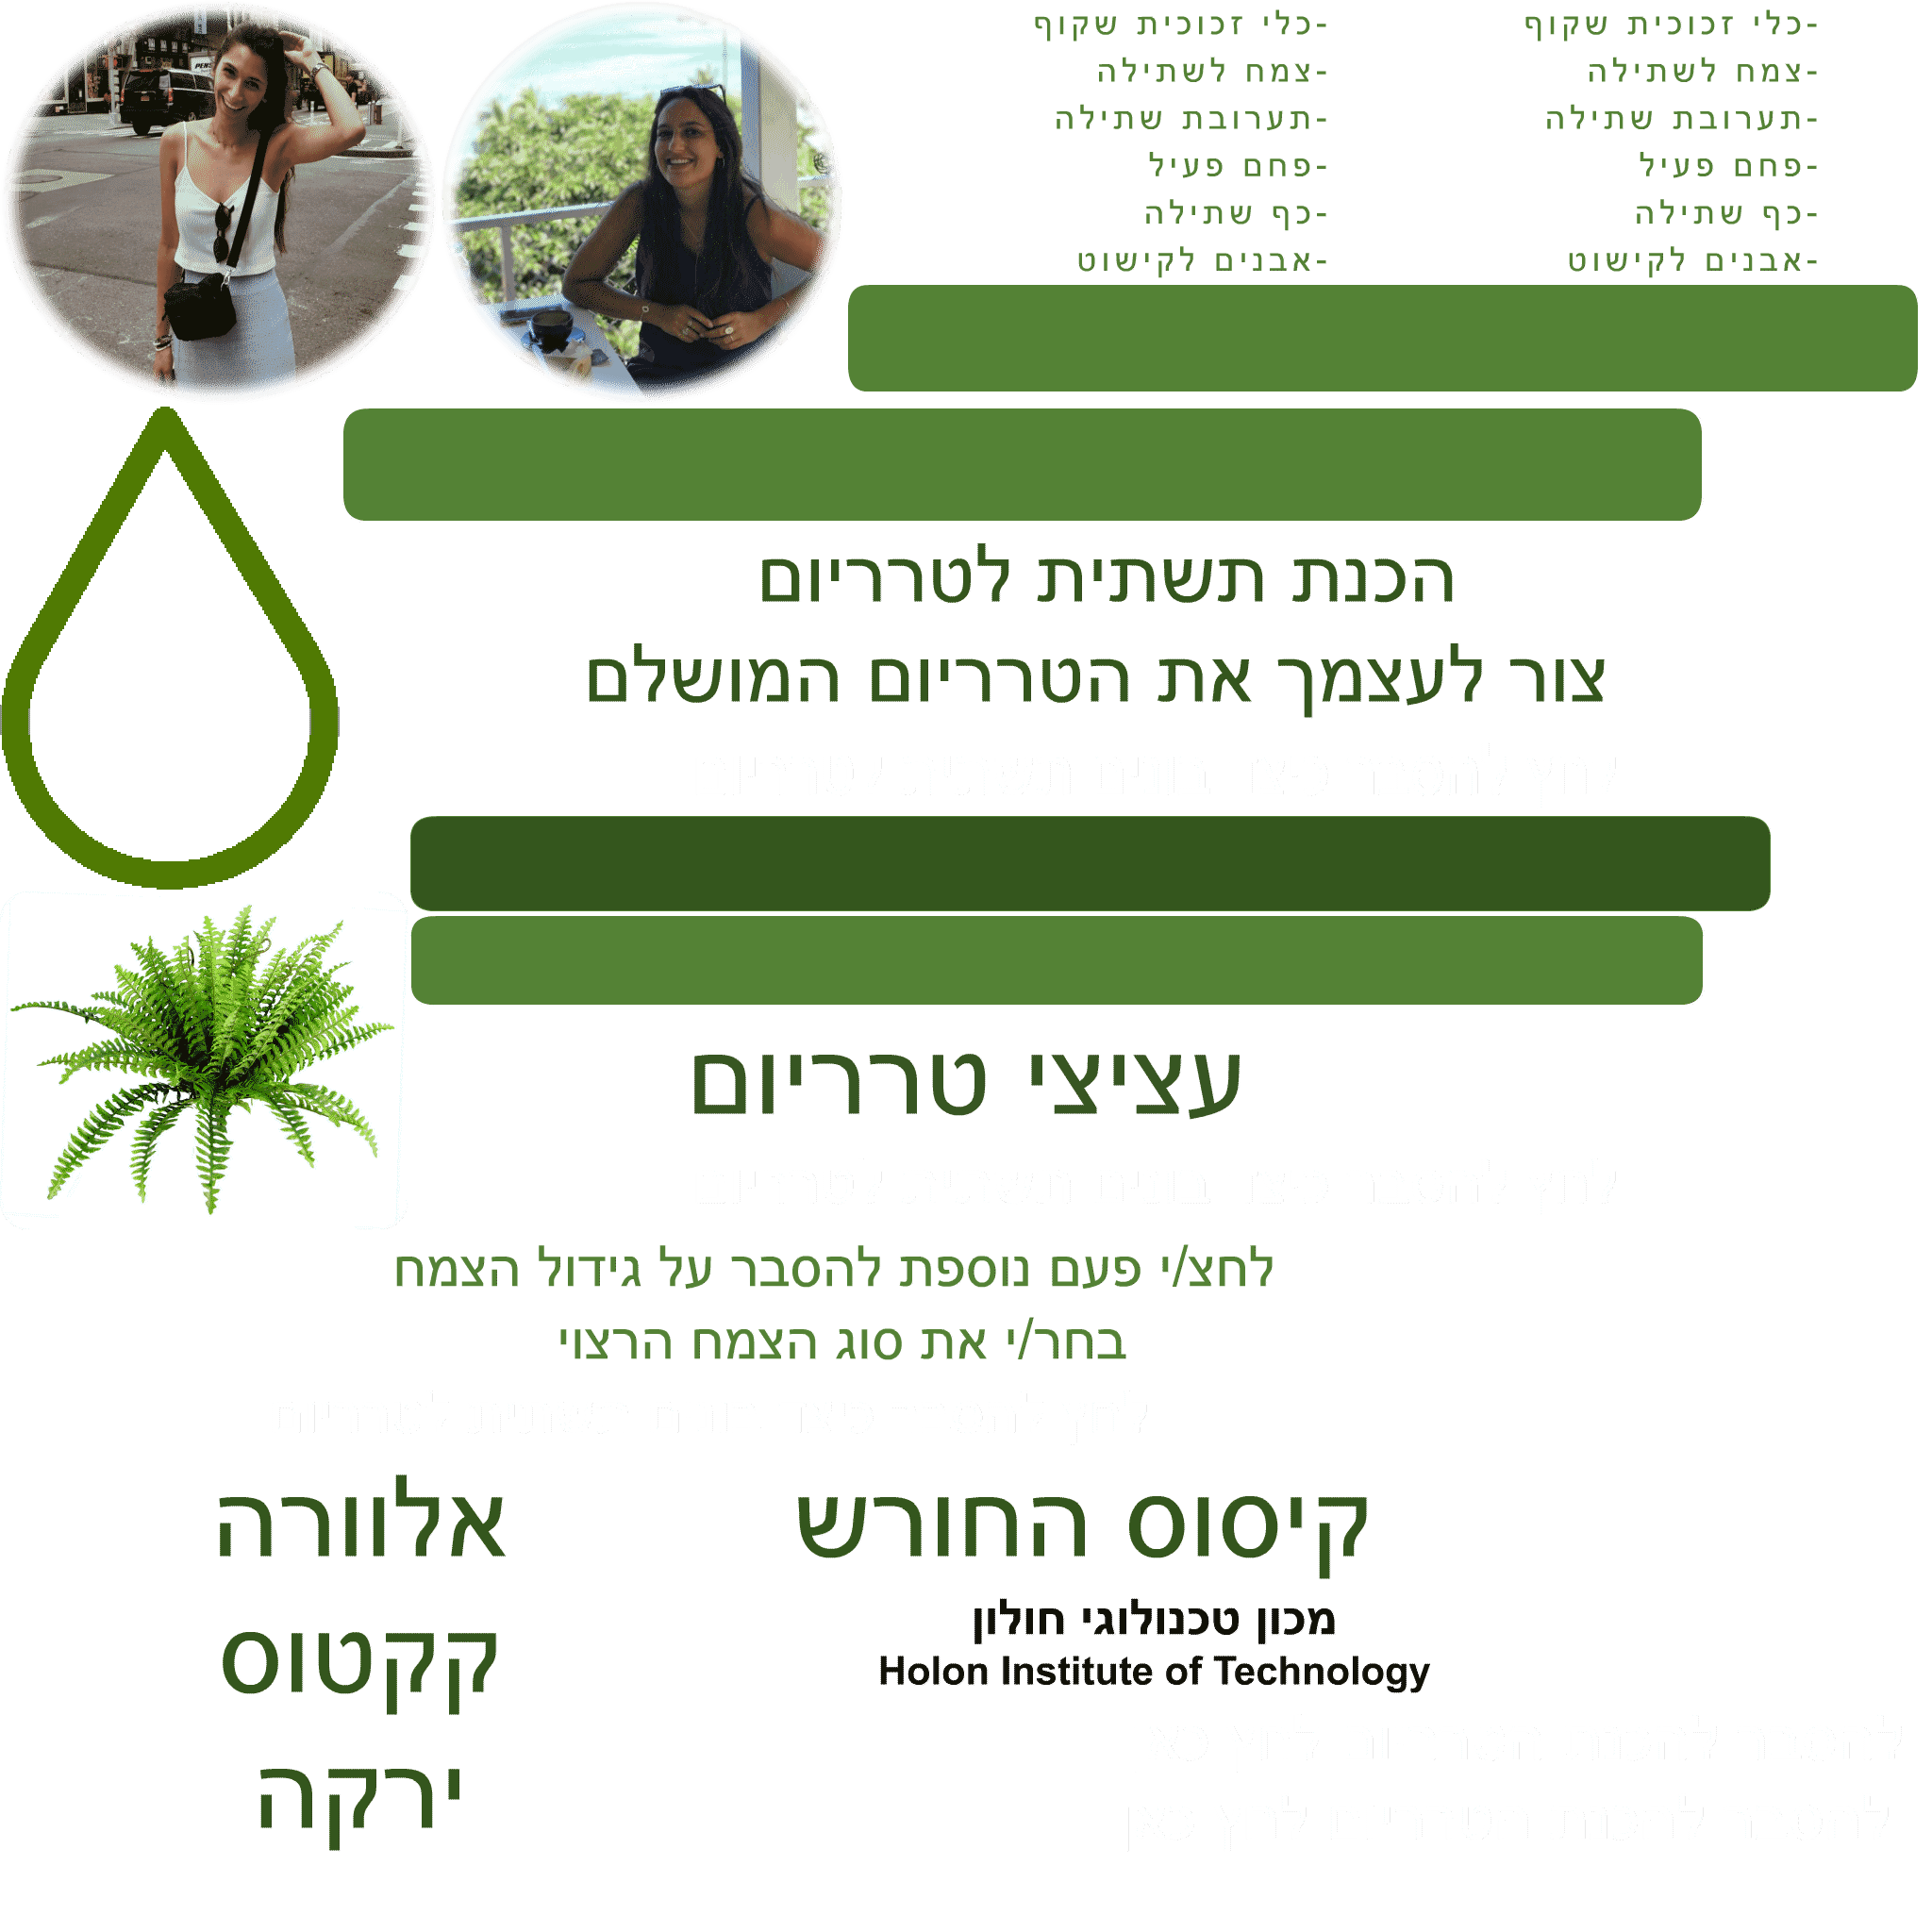 -כלי זכוכית שקוף
-צמח לשתילה
-תערובת שתילה
-פחם פעיל
-כף שתילה
-אבנים לקישוט
-כלי זכוכית שקוף
-צמח לשתילה
-תערובת שתילה
-פחם פעיל
-כף שתילה
-אבנים לקישוט
הכנת תשתית לטרריום
צור לעצמך את הטרריום המושלם
עציצי טרריום
לחצ/י פעם נוספת להסבר על גידול הצמח
בחר/י את סוג הצמח הרצוי
קיסוס החורש
אלוורה
מכון טכנולוגי חולון
Holon Institute of Technology
קקטוס
ירקה